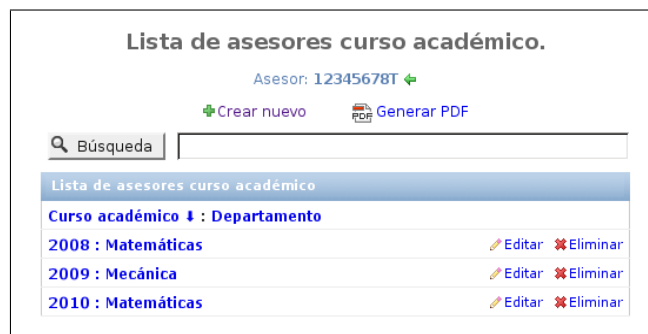 Lista de asesores curso académico.
Asesor: 12345678T
Crear nuevo PDF Generar PDF
Búsqueda
Lista de asesores curso académico
Curso académico : Departamento
2008 : Matemáticas Editar Eliminar
2009 : Mecánica Editar Eliminar
2010 : Matemáticas Editar Eliminar